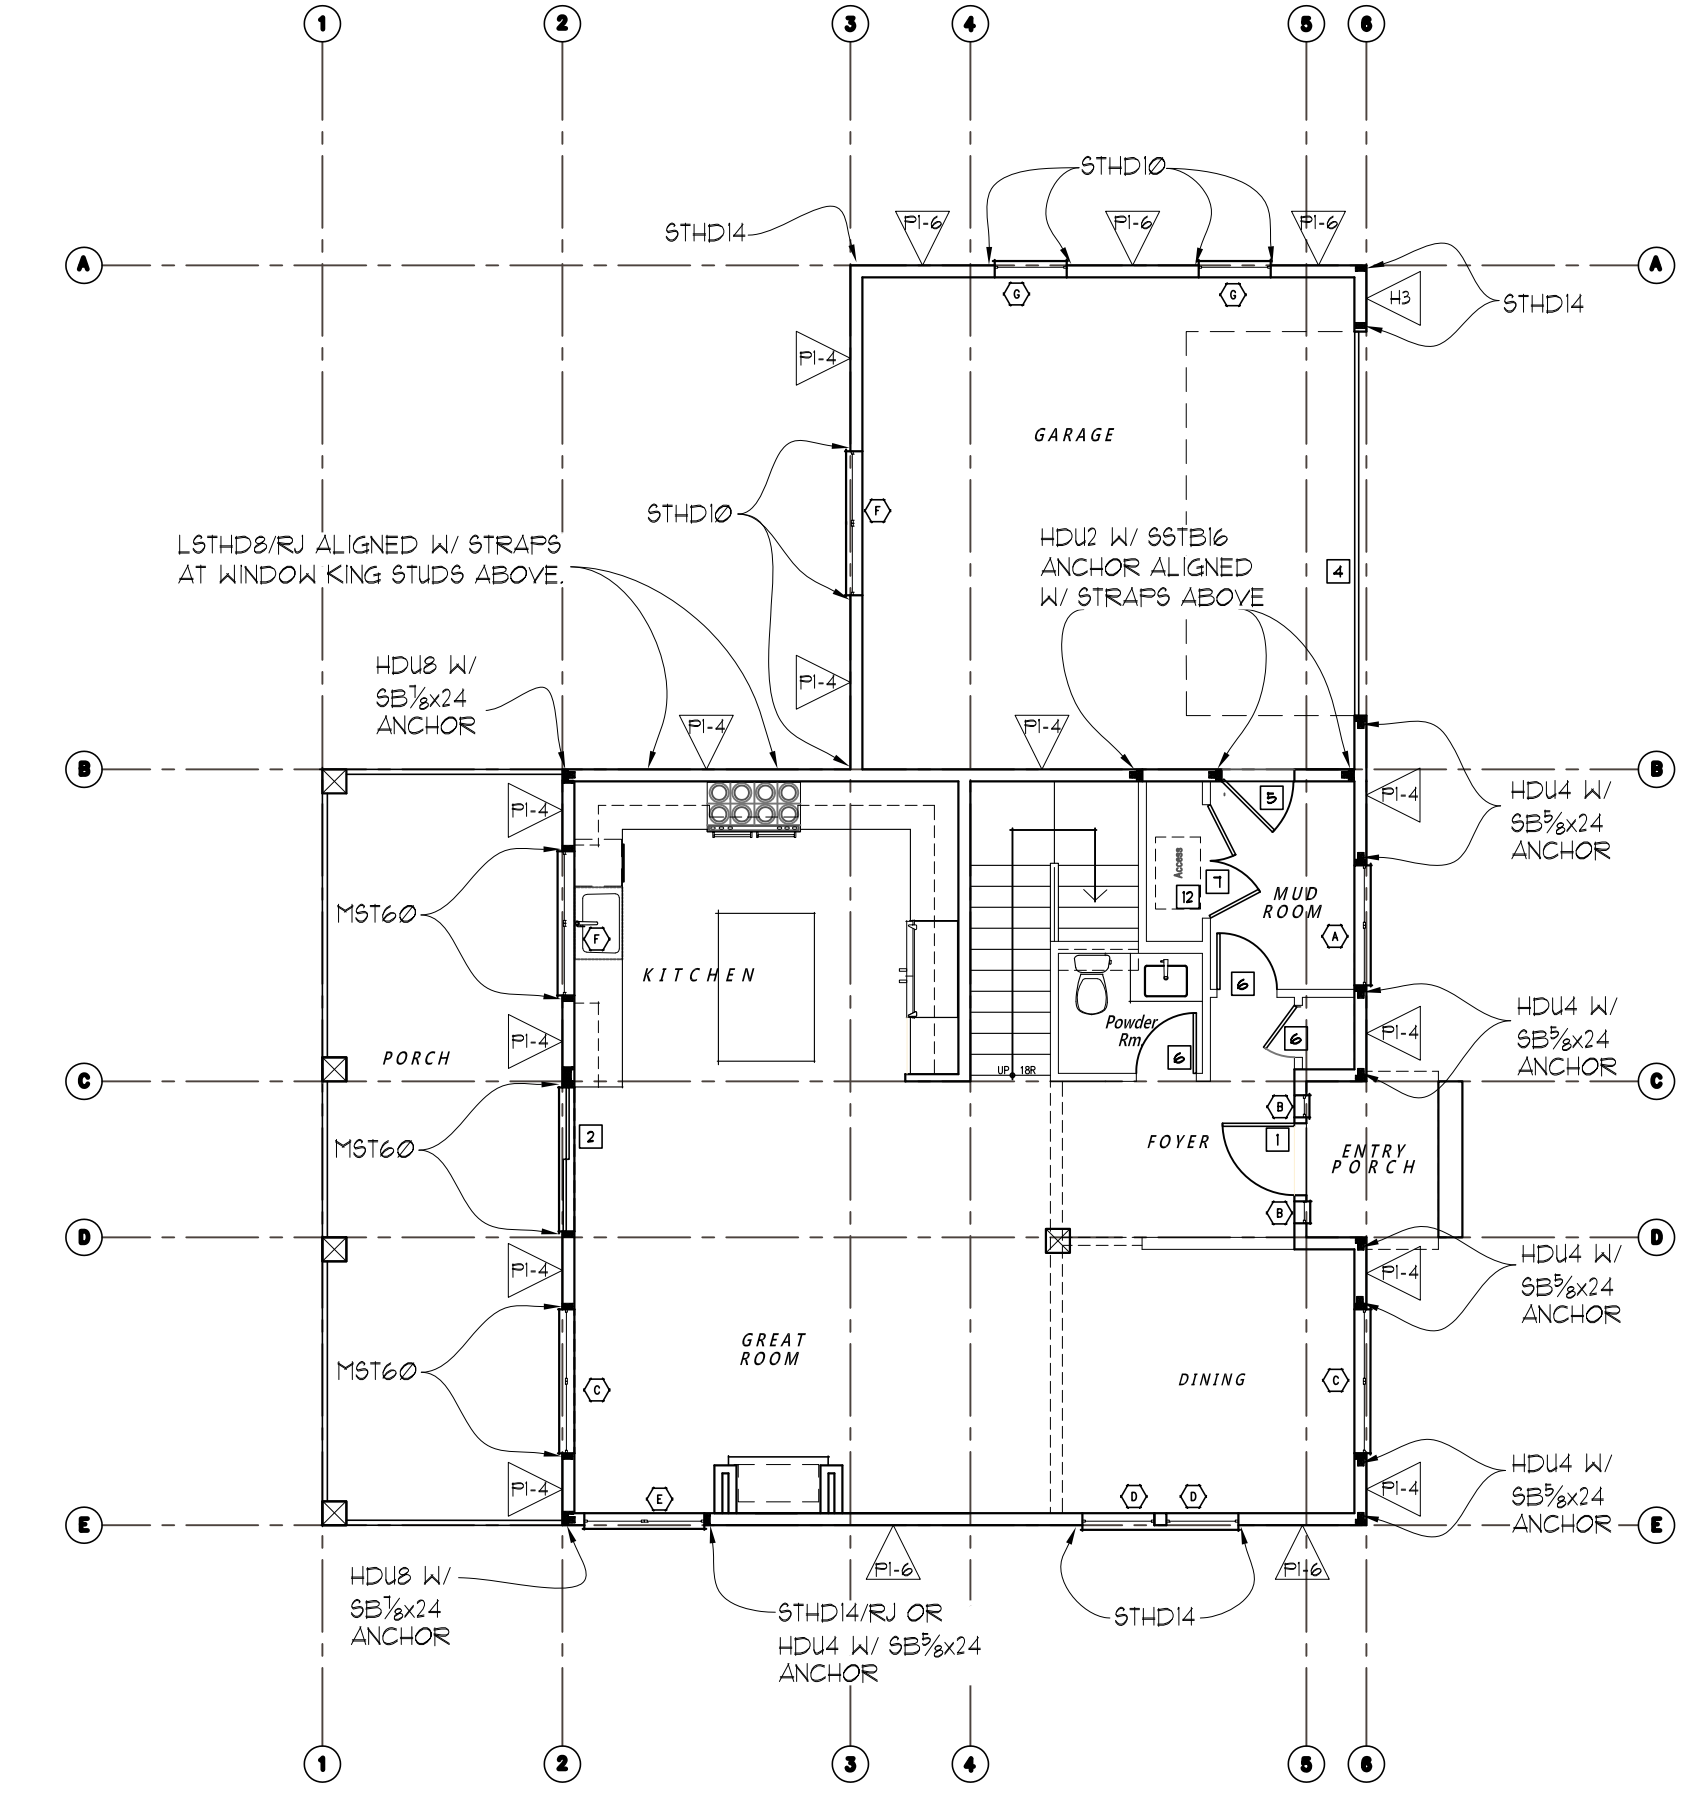 1 2 3 4 5 6
STHD10
P1-6 P1-6 P1-6
STHD14
A A
G G
H3
STHD14
P1-4
GARAGE
STHD10
F
LSTHD8/RJ ALIGNED W/ STRAPS
AT WINDOW KING STUDS ABOVE.
HDU2 W/ SSTB16
ANCHOR ALIGNED
W/ STRAPS ABOVE
4
HDU8 W/
SB⅞x24
ANCHOR
P1-4
P1-4 P1-4
B B
P1-4
5
P1-4
HDU4 W/
SB⅝x24
ANCHOR
Access
7
12
MUD
ROOM
MST60
F
A
KITCHEN
6
Powder
Rm.
6
6
HDU4 W/
SB⅝x24
ANCHOR
P1-4
P1-4
PORCH
UP 18R
C C
B
2
MST60
FOYER
1
ENTRY
PORCH
B
D D
P1-4
P1-4
HDU4 W/
SB⅝x24
ANCHOR
GREAT
ROOM
MST60
C
DINING
C
P1-4
E
D D
P1-4
HDU4 W/
SB⅝x24
ANCHOR
E E
HDU8 W/
SB⅞x24
ANCHOR
P1-6 P1-6
STHD14/RJ OR
HDU4 W/ SB⅝x24
ANCHOR
STHD14
1 2 3 4 5 6